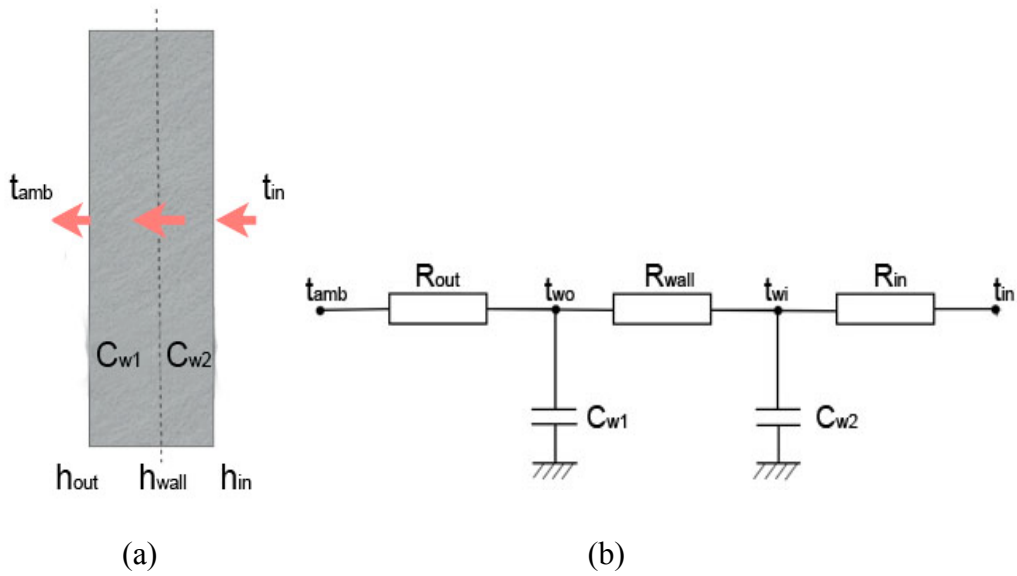 tamb
tin
Cw1 Cw2
hout hwall hin
(a)
Rout Rwall Rin
tamb two twi tin
Cw1 Cw2
(b)